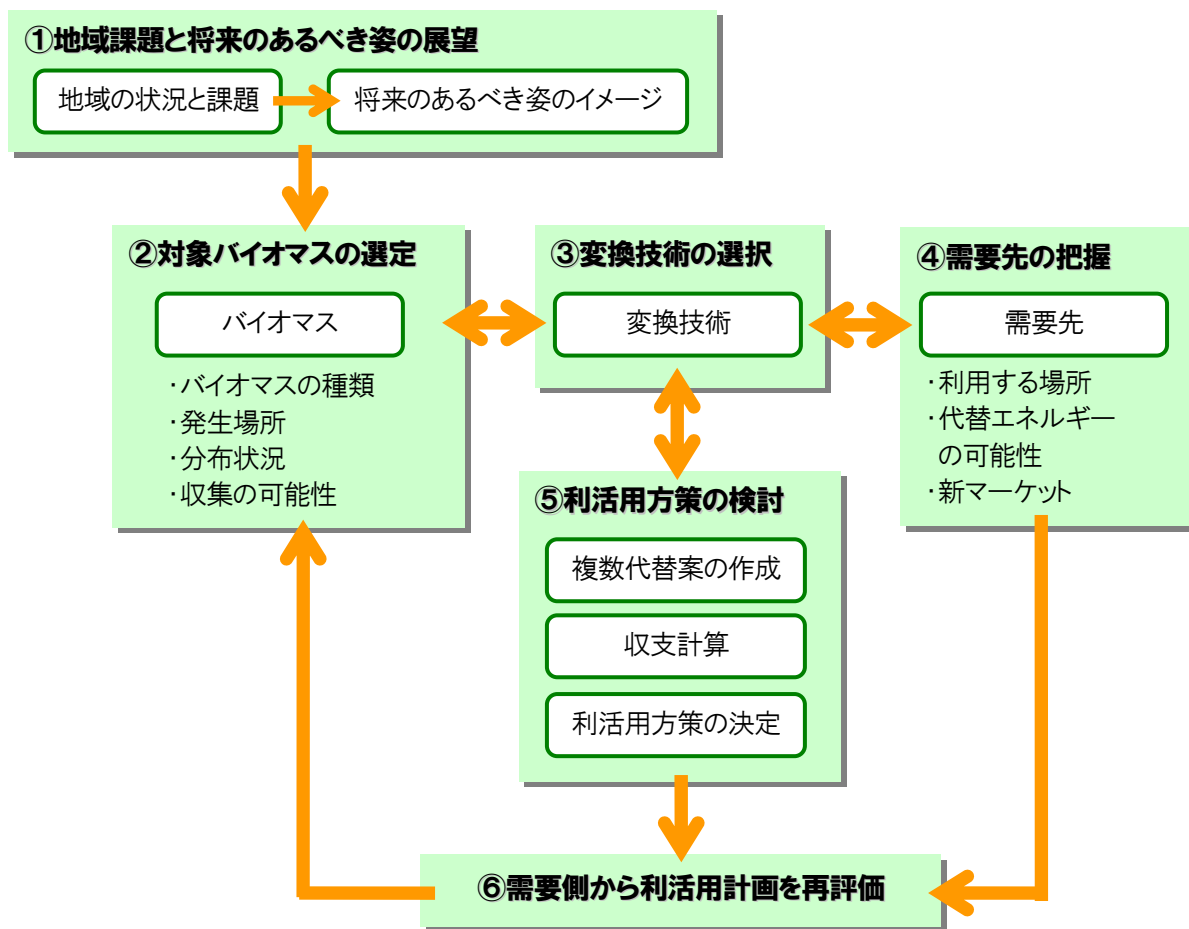 ①地域課題と将来のあるべき姿の展望
地域の状況と課題
将来のあるべき姿のイメージ
②対象バイオマスの選定
バイオマス
・バイオマスの種類
・発生場所
・分布状況
・収集の可能性
③変換技術の選択
変換技術
④需要先の把握
需要先
・利用する場所
・代替エネルギー
の可能性
・新マーケット
⑤利活用方策の検討
複数代替案の作成
収支計算
利活用方策の決定
⑥需要側から利活用計画を再評価